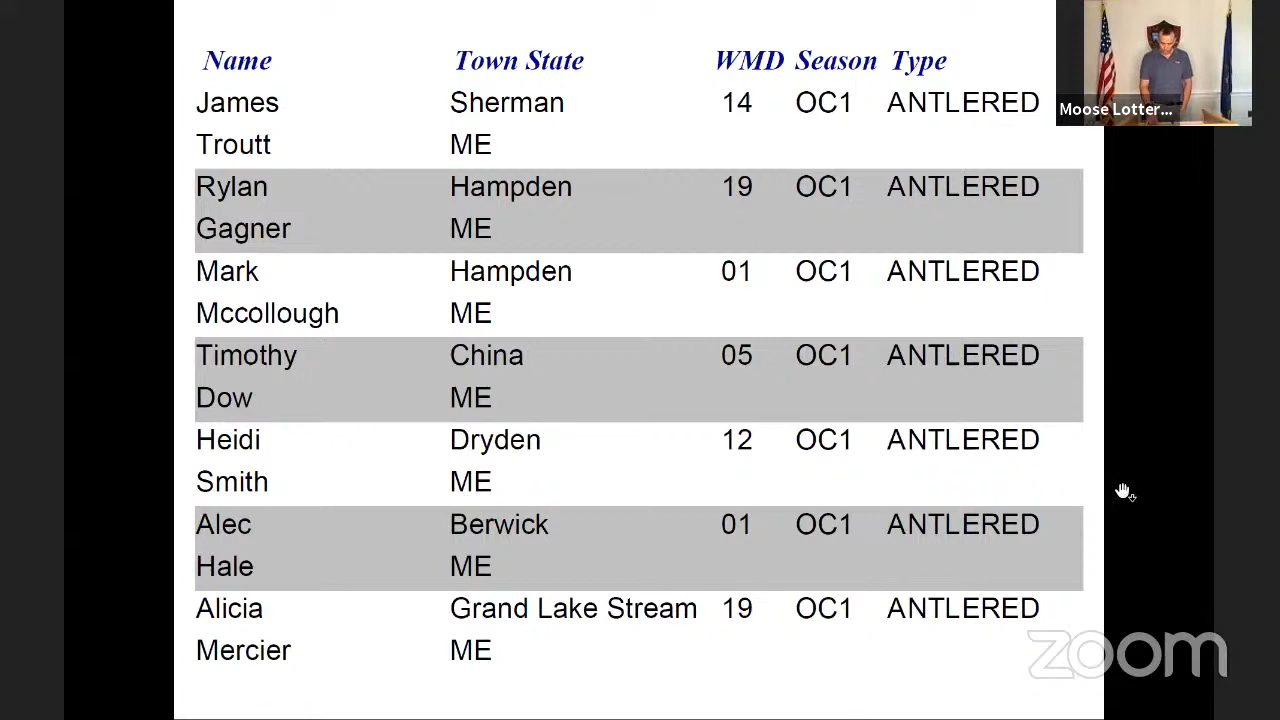 Name Town State WMD Season Type
James Sherman 14 OC1 ANTLERED
Troutt ME
Rylan Hampden 19 OC1 ANTLERED
Gagner ME
Mark Hampden 01 OC1 ANTLERED
Mccollough ME
Timothy China 05 OC1 ANTLERED
Dow ME
Heidi Dryden 12 OC1 ANTLERED
Smith ME
Alec Berwick 01 OC1 ANTLERED
Hale ME
Alicia Grand Lake Stream 19 OC1 ANTLERED
Mercier ME
Moose Lotter...
zoom